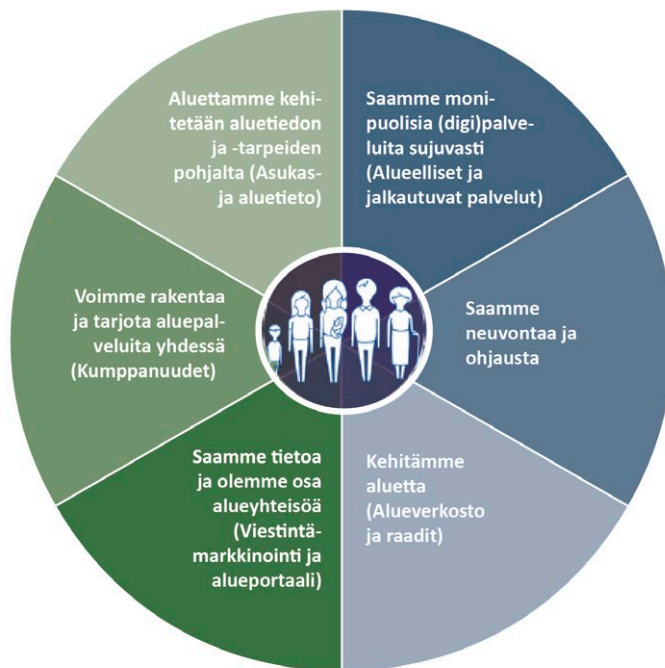 Aluettamme kehi-
tetään aluetiedon
ja -tarpeiden
pohjalta (Asukas-
ja aluetieto)
Saamme moni-
puolisia (digi)palve-
luita sujuvasti
(Alueelliset ja
jalkautuvat palvelut)
Saamme
neuvontaa ja
ohjausta
Kehitämme
aluetta
(Alueverkosto
ja raadit)
Saamme tietoa
ja olemme osa
alueyhteisöä
(Viestintä-
markkinointi ja
alueportaali)
Voimme rakentaa
ja tarjota aluepal-
veluita yhdessä
(Kumppanuudet)